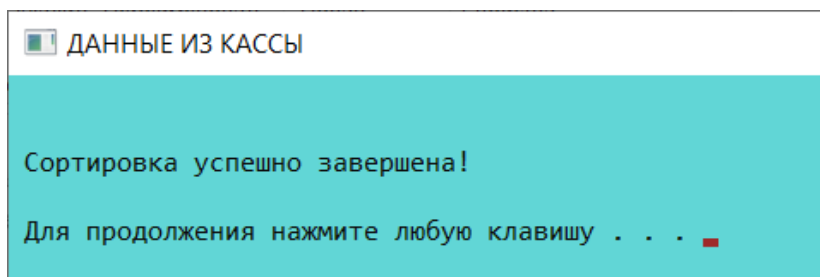 ДАННЫЕ ИЗ КАССЫ
Сортировка успешно завершена!
Для продолжения нажмите любую клавишу . . .